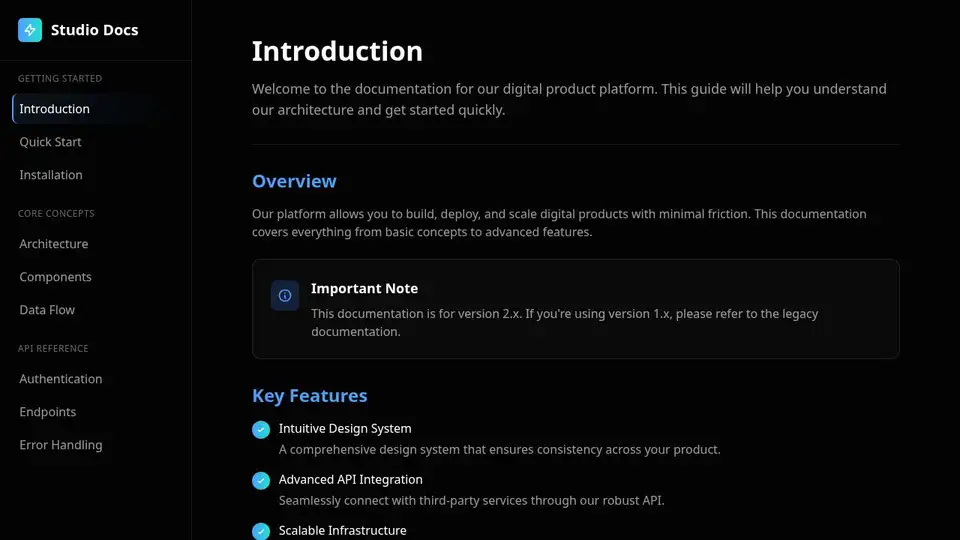 Studio Docs
GETTING STARTED
Introduction
Quick Start
Installation
CORE CONCEPTS
Architecture
Components
Data Flow
API REFERENCE
Authentication
Endpoints
Error Handling
Introduction
Welcome to the documentation for our digital product platform. This guide will help you understand
our architecture and get started quickly.
Overview
Our platform allows you to build, deploy, and scale digital products with minimal friction. This documentation
covers everything from basic concepts to advanced features.
Important Note
This documentation is for version 2.x. If you're using version 1.x, please refer to the legacy
documentation.
Key Features
Intuitive Design System
A comprehensive design system that ensures consistency across your product.
Advanced API Integration
Seamlessly connect with third-party services through our robust API.
Scalable Infrastructure